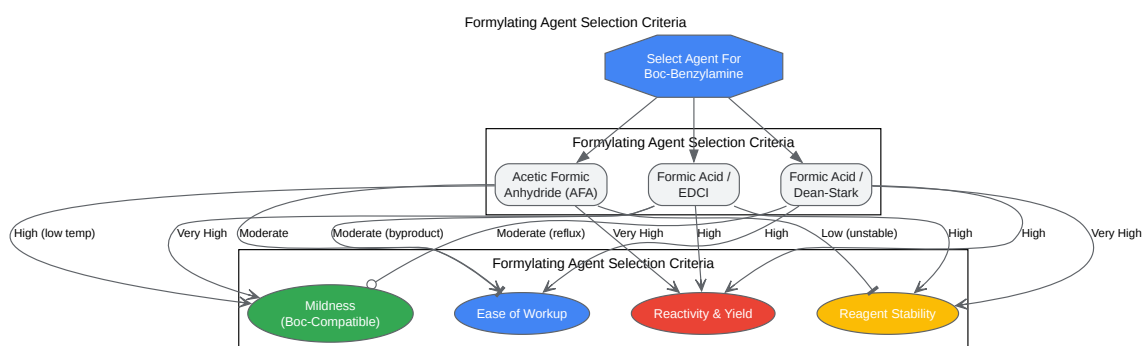 Formylating Agent Selection Criteria
Select Agent For
Boc-Benzylamine
Formylating Agent Selection Criteria
Acetic Formic
Anhydride (AFA)
Formic Acid /
EDCI
Formic Acid /
Dean-Stark
High (low temp)
Very High
Moderate
Moderate (byproduct)
Moderate (reflux)
Very High
High
High
Low (unstable)
High
High
Very High
Formylating Agent Selection Criteria
Mildness
(Boc-Compatible)
Ease of Workup
Reactivity & Yield
Reagent Stability